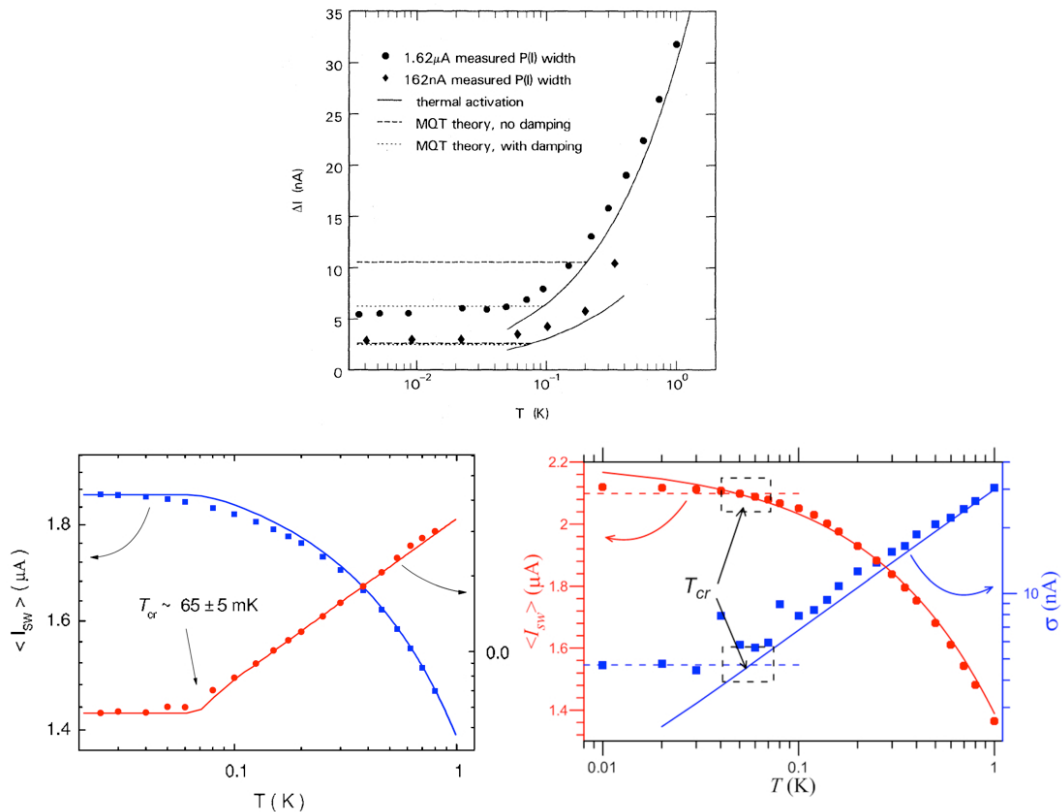 35
30
25
20
15
10
5
0
ΔI (nA)
1.62μA measured P(I) width
162nA measured P(I) width
thermal activation
MQT theory, no damping
MQT theory, with damping
10⁻²
10⁻¹
10⁰
T (K)
1.8
1.6
1.4
< I_SW > ( μA )
T_cr ~ 65 ± 5 mK
0.0
0.1
1
T ( K )
2.2
2.1
2.0
1.8
1.6
1.4
<I_sw> (μA)
T_cr
10
σ (nA)
0.01
0.1
1
T (K)